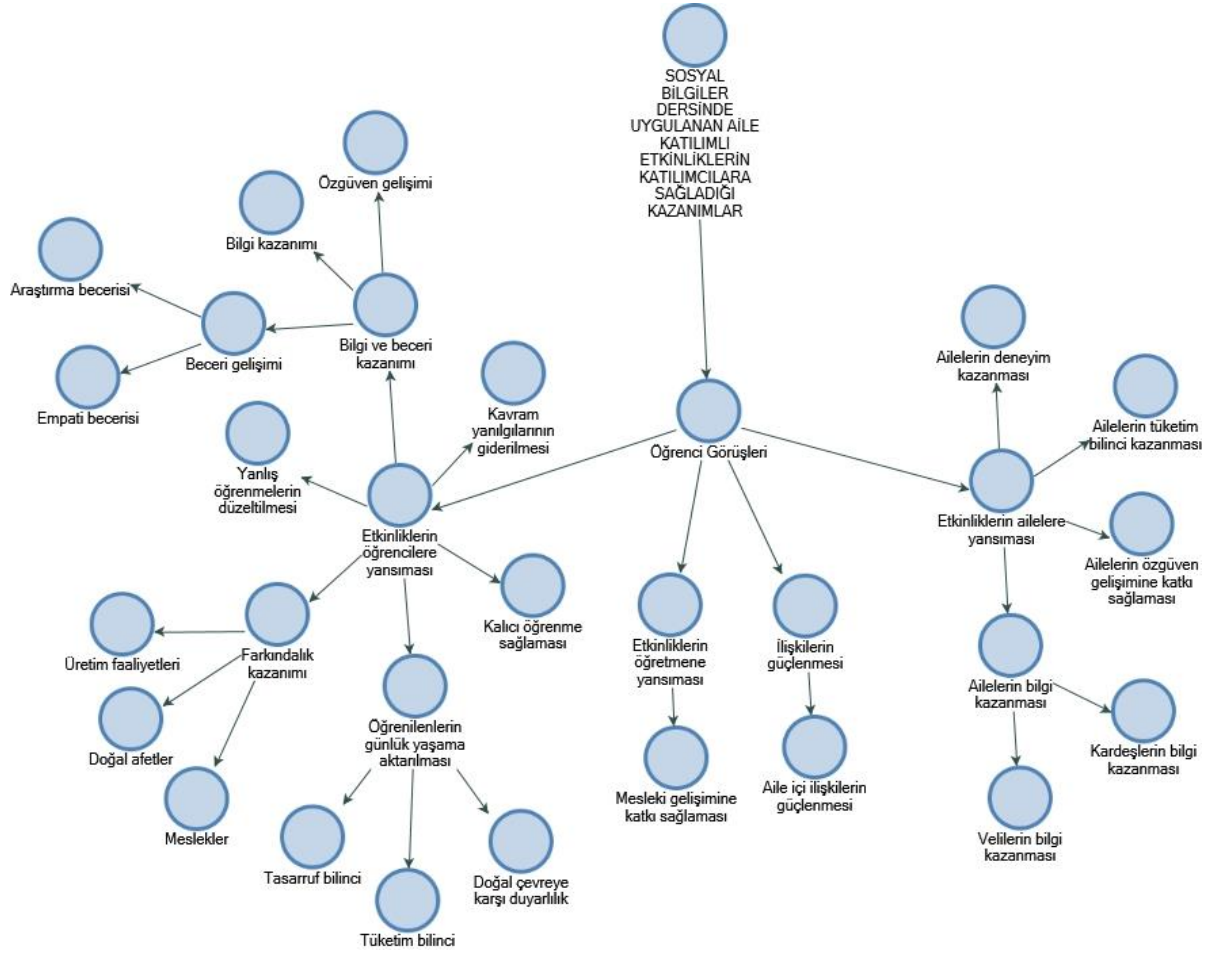 SOSYAL
BİLGİLER
DERSİNDE
UYGULANAN AİLE
KATILIMLI
ETKİNLİKLERİN
KATILIMCILARA
SAĞLADIĞI
KAZANIMLAR
Özgüven gelişimi
Bilgi kazanımı
Araştırma becerisi
Beceri gelişimi
Bilgi ve beceri
kazanımı
Empati becerisi
Kavram
yanılgılarının
giderilmesi
Yanlış
öğrenmelerin
düzeltilmesi
Öğrenci Görüşleri
Ailelerin deneyim
kazanması
Ailelerin tüketim
bilinci kazanması
Etkinliklerin
öğrencilere
yansıması
Etkinliklerin ailelere
yansıması
Ailelerin özgüven
gelişimine katkı
sağlaması
Kalıcı öğrenme
sağlaması
Üretim faaliyetleri
Farkındalık
kazanımı
Etkinliklerin
öğretmene
yansıması
İlişkilerin
güçlenmesi
Ailelerin bilgi
kazanması
Doğal afetler
Öğrenilenlerin
günlük yaşama
aktarılması
Kardeşlerin bilgi
kazanması
Meslekler
Mesleki gelişimine
katkı sağlaması
Aile içi ilişkilerin
güçlenmesi
Velilerin bilgi
kazanması
Tasarruf bilinci
Doğal çevreye
karşı duyarlılık
Tüketim bilinci